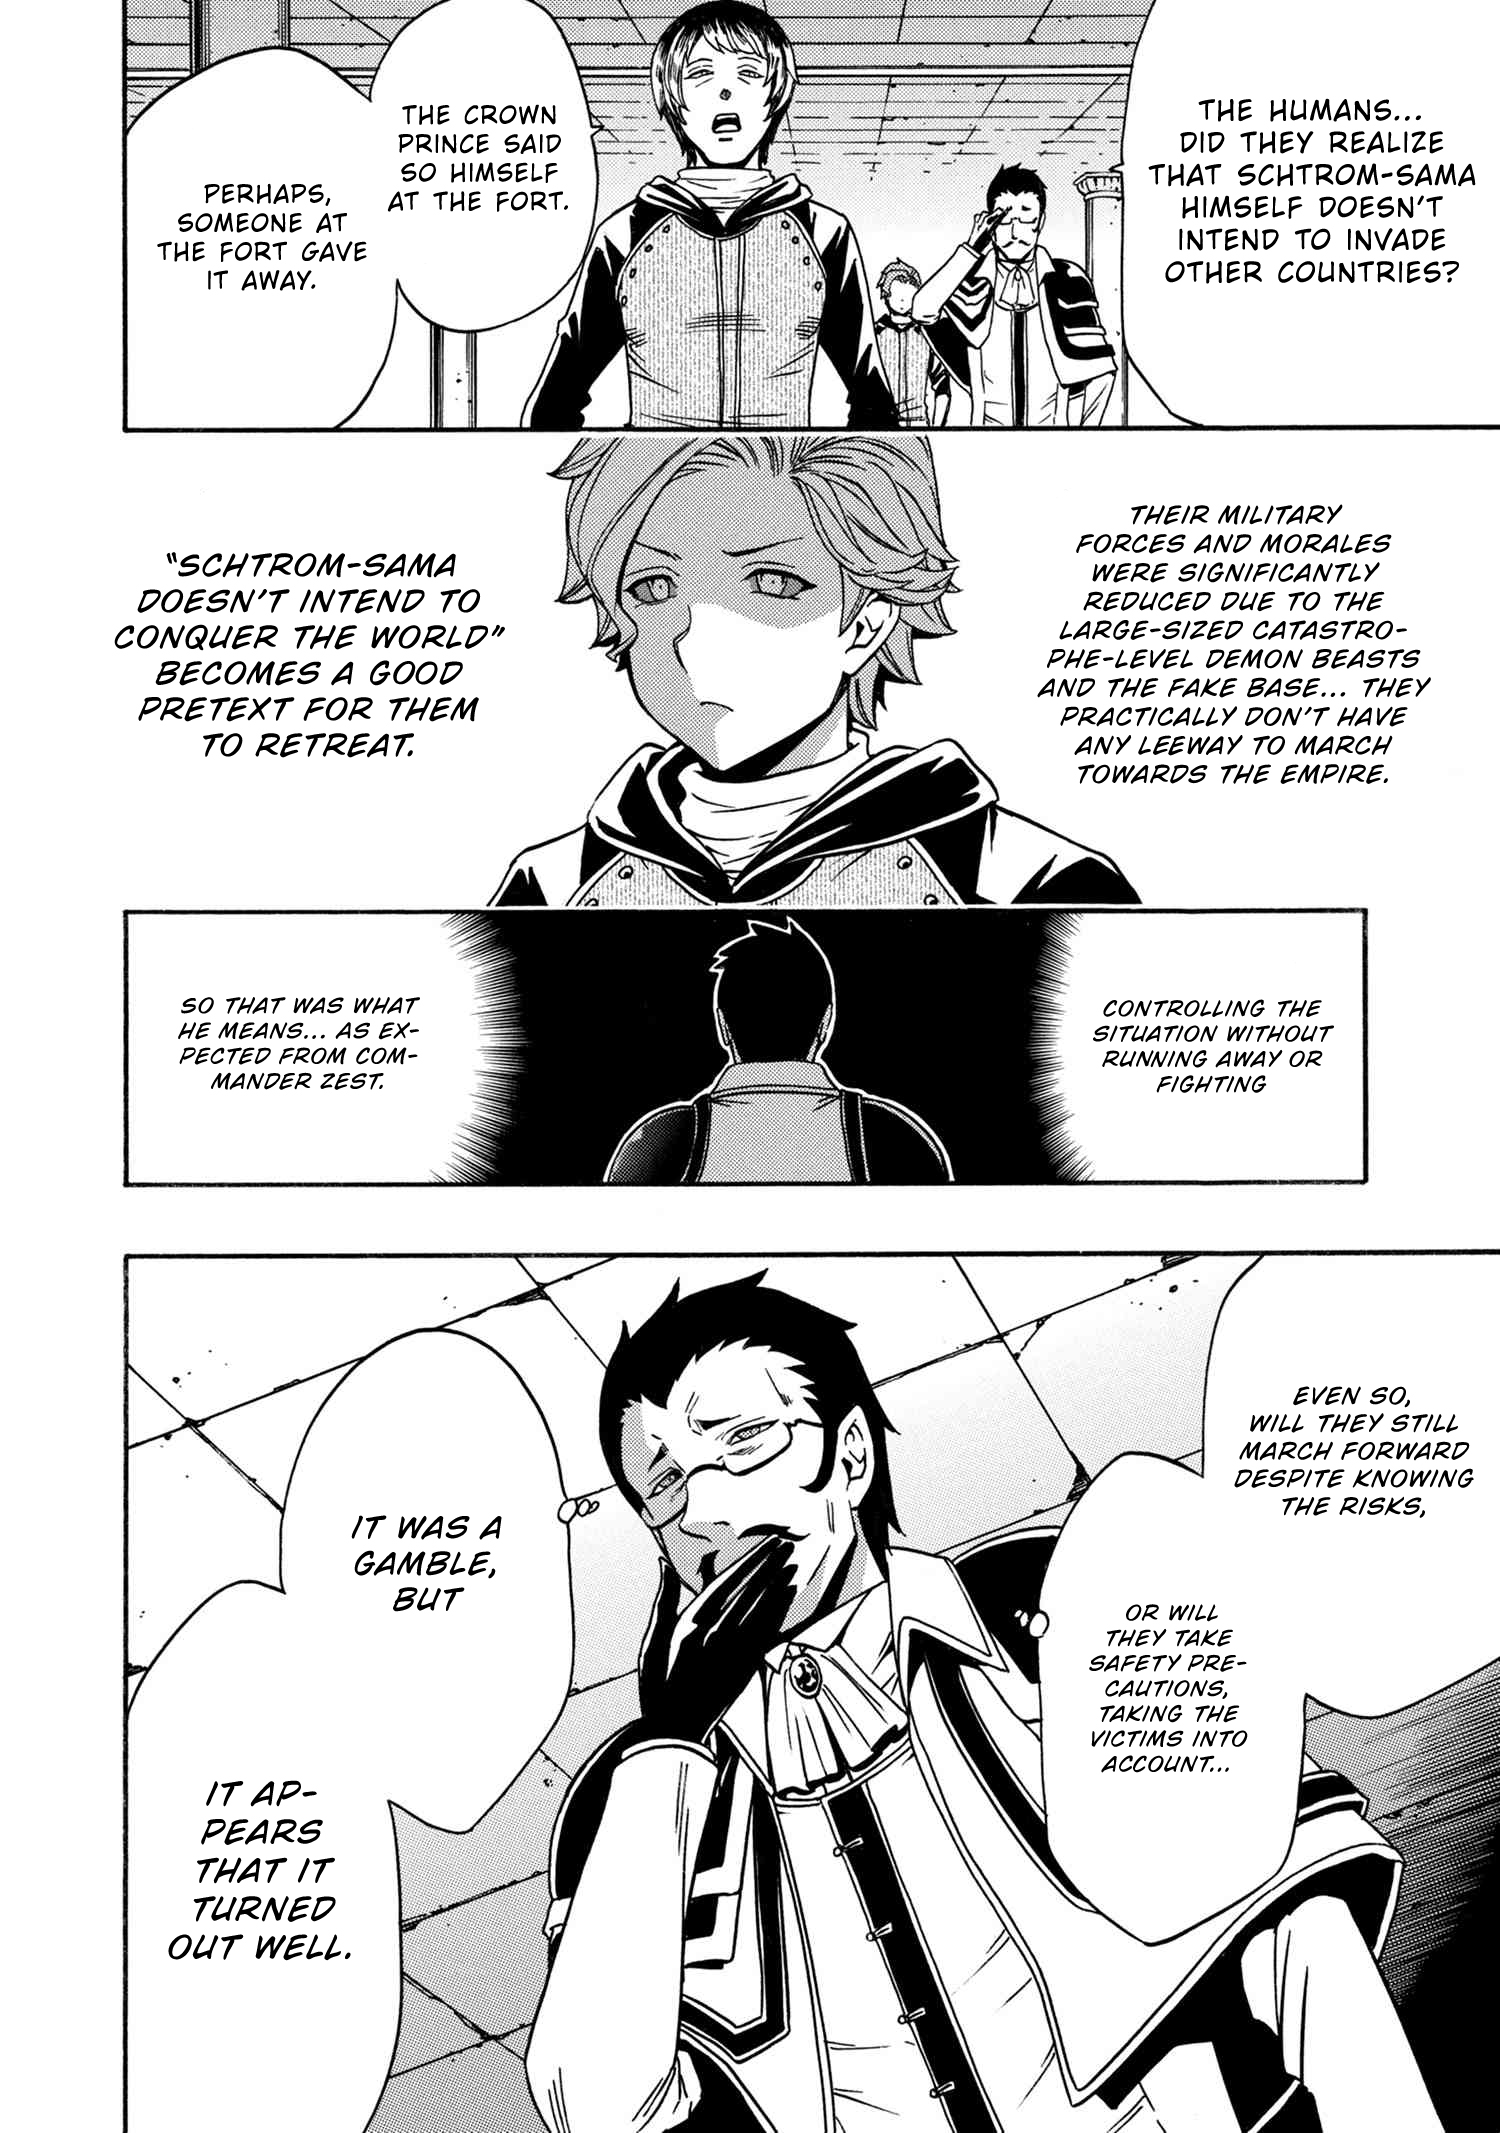 THE HUMANS...
DID THEY REALIZE
THAT SCHTROM-SAMA
HIMSELF DOESN'T
INTEND TO INVADE
OTHER COUNTRIES?
THE CROWN
PRINCE SAID
SO HIMSELF
AT THE FORT.
PERHAPS,
SOMEONE AT
THE FORT GAVE
IT AWAY.
THEIR MILITARY
FORCES AND MORALES
WERE SIGNIFICANTLY
REDUCED DUE TO THE
LARGE-SIZED CATASTRO-
PHE-LEVEL DEMON BEASTS
AND THE FAKE BASE... THEY
PRACTICALLY DON'T HAVE
ANY LEEWAY TO MARCH
TOWARDS THE EMPIRE.
"SCHTROM-SAMA
DOESN'T INTEND TO
CONQUER THE WORLD"
BECOMES A GOOD
PRETEXT FOR THEM
TO RETREAT.
CONTROLLING THE
SITUATION WITHOUT
RUNNING AWAY OR
FIGHTING
SO THAT WAS WHAT
HE MEANS... AS EX-
PECTED FROM COM-
MANDER ZEST.
EVEN SO,
WILL THEY STILL
MARCH FORWARD
DESPITE KNOWING
THE RISKS,
OR WILL
THEY TAKE
SAFETY PRE-
CAUTIONS,
TAKING THE
VICTIMS INTO
ACCOUNT...
IT WAS A
GAMBLE,
BUT
IT AP-
PEARS
THAT IT
TURNED
OUT WELL.